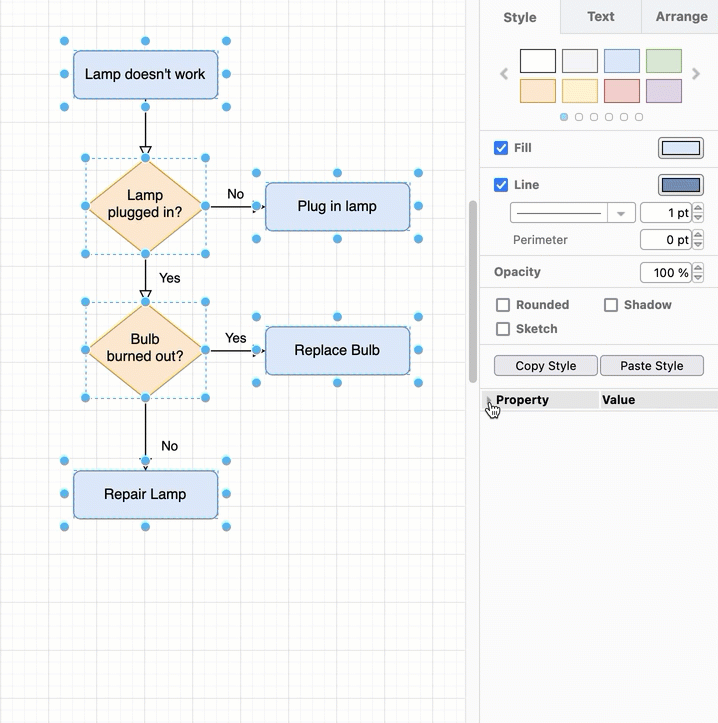 Lamp doesn't work
Lamp
plugged in?
No
Plug in lamp
Yes
Bulb
burned out?
Yes
Replace Bulb
No
Repair Lamp
Style
Text
Arrange
Fill
Line
1 pt
Perimeter
0 pt
Opacity
100 %
Rounded
Shadow
Sketch
Copy Style
Paste Style
Property
Value